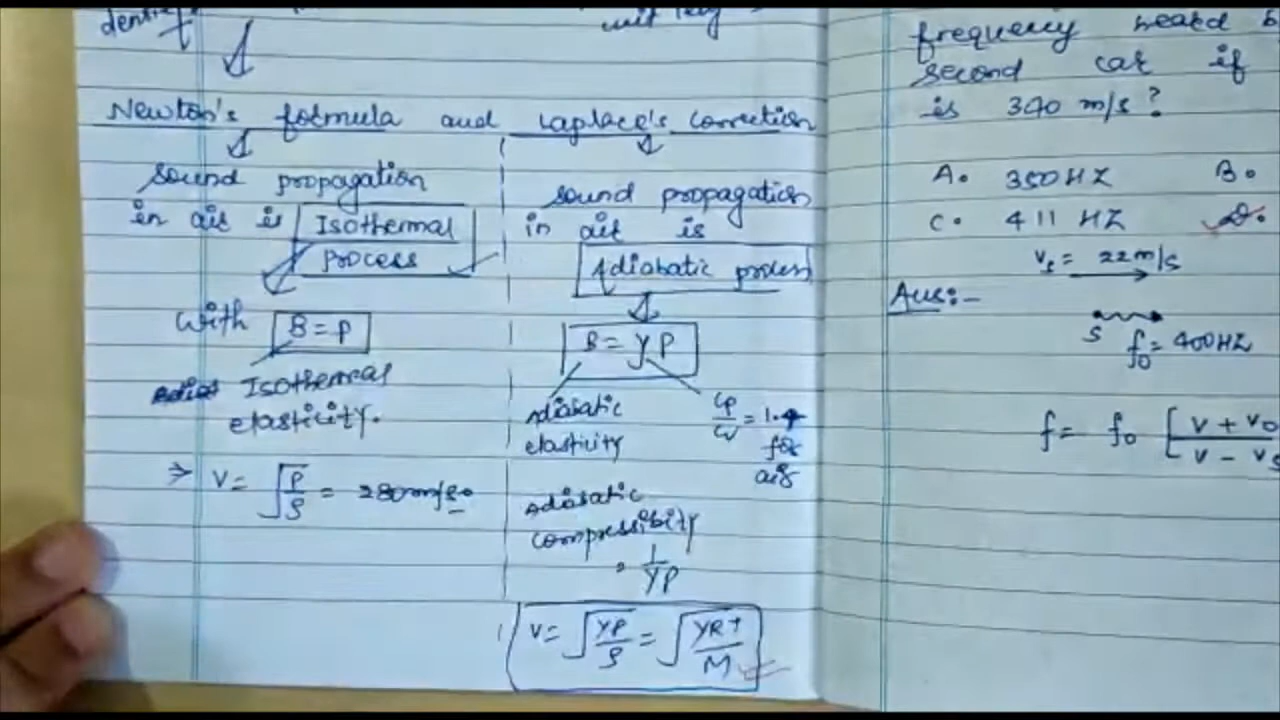 unit leng
Newton's formula and Laplace's correction
sound propagation
in air is Isothermal
process
with B = P
Isothermal
elasticity.
⇒ V = √(P/ρ) = 280 m/s.
sound propagation
in air is
Adiabatic process
B = γP
Adiabatic
elasticity
Cp/Cv = 1.4
for
air
Adiabatic
compressibity
= 1/γP
V = √(γP/ρ) = √(γRT/M)
frequency heard b
second car if
is 340 m/s?
A. 350 HZ B.
C. 411 HZ D.
Vs = 22 m/s
Ans:-
S f₀ = 400 HZ
f = f₀ [V + V₀ / V - Vs